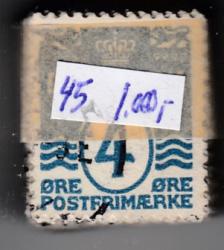 45 1.000,-
4
ØRE ØRE
POSTFRIMÆRKE